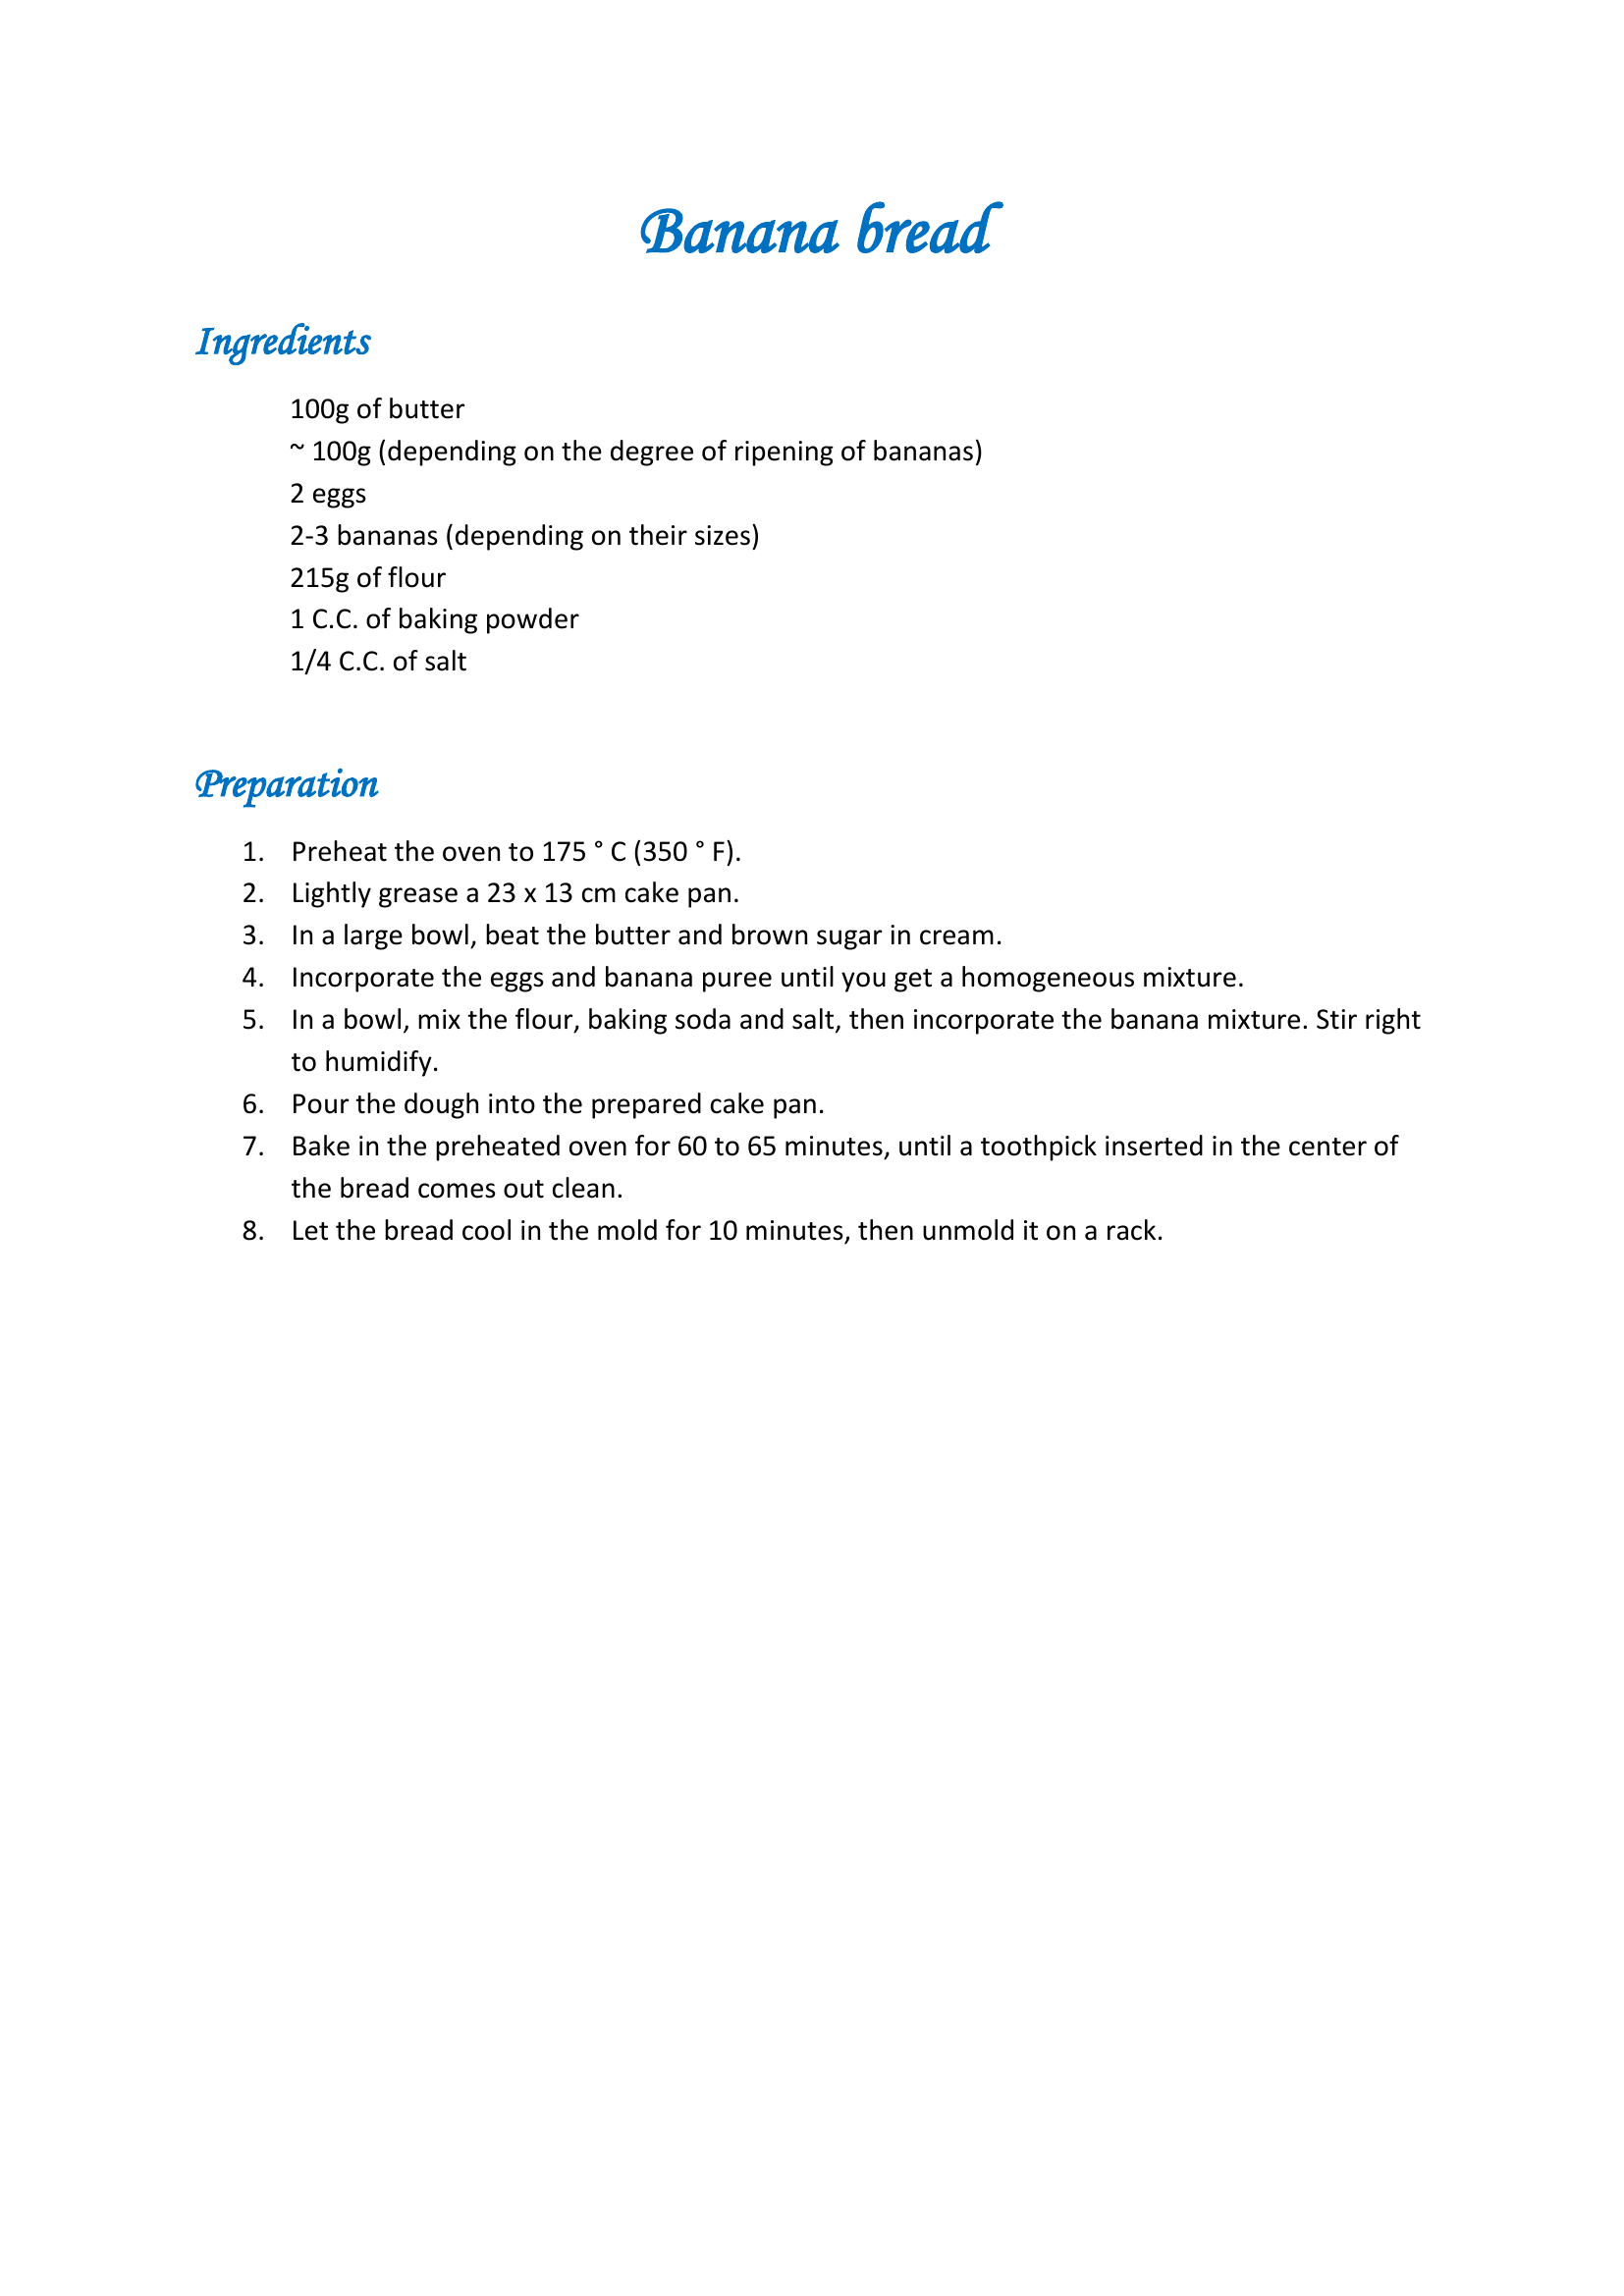 Banana bread
Ingredients
100g of butter
~ 100g (depending on the degree of ripening of bananas)
2 eggs
2-3 bananas (depending on their sizes)
215g of flour
1 C.C. of baking powder
1/4 C.C. of salt
Preparation
1. Preheat the oven to 175 ° C (350 ° F).
2. Lightly grease a 23 x 13 cm cake pan.
3. In a large bowl, beat the butter and brown sugar in cream.
4. Incorporate the eggs and banana puree until you get a homogeneous mixture.
5. In a bowl, mix the flour, baking soda and salt, then incorporate the banana mixture. Stir right
to humidify.
6. Pour the dough into the prepared cake pan.
7. Bake in the preheated oven for 60 to 65 minutes, until a toothpick inserted in the center of
the bread comes out clean.
8. Let the bread cool in the mold for 10 minutes, then unmold it on a rack.